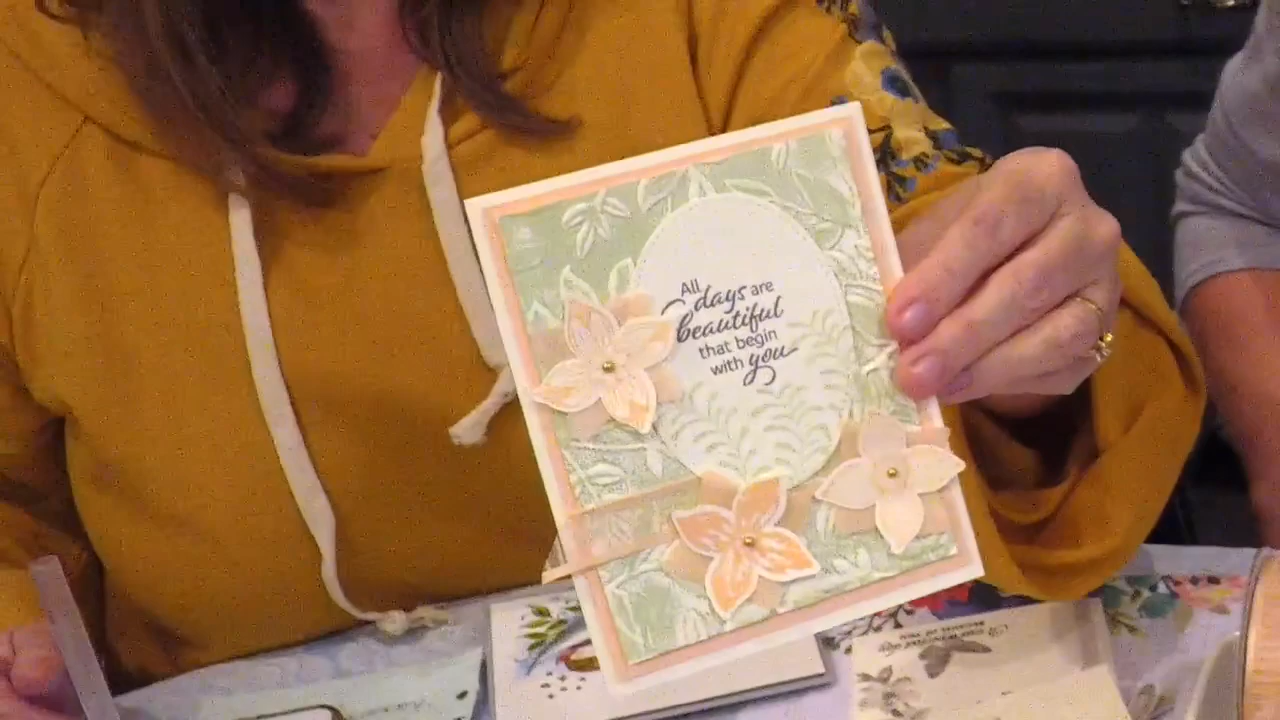 All
days are
beautiful
that begin
with you